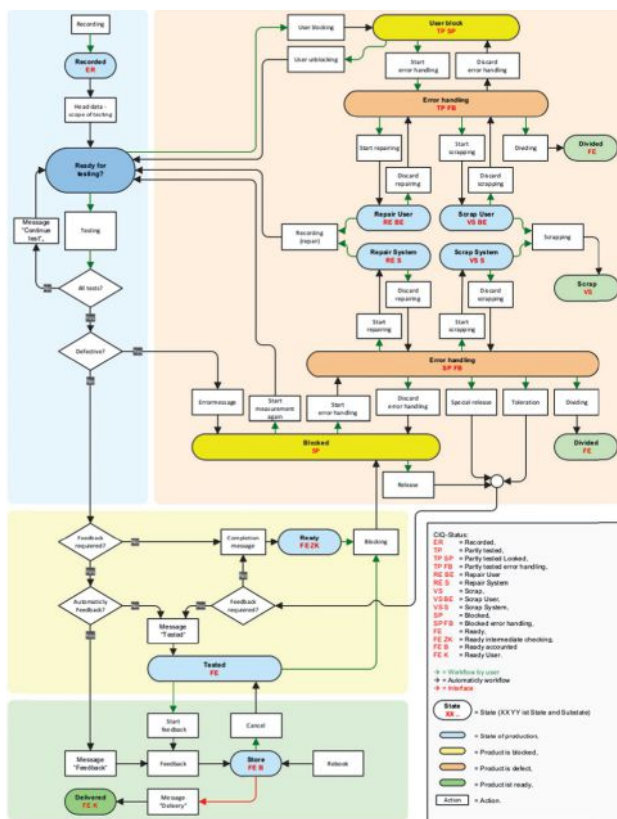 Recording
Recorded
ER
Head data -
scope of testing
Ready for
testing?
Message
"Continue
test",
Testing
All tests?
Defective?
User blocking
User unblocking
User block
TP SP
Start
error handling
Discard
error handling
Error handling
TP FB
Start repairing
Discard
repairing
Start
scrapping
Discard
scrapping
Dividing
Divided
FE
Recording
(repair)
Repair User
RE BE
Scrap User
VS BE
Repair System
RE S
Scrap System
VS S
Scrapping
Scrap
VS
Start
repairing
Discard
repairing
Start
scrapping
Discard
scrapping
Error handling
SP FB
Errormessage
Start
measurement
again
Start
error handling
Discard
error handling
Special release
Toleration
Dividing
Divided
FE
Blocked
SP
Release
Feedback
requiered?
Completion
message
Ready
FE ZK
Blocking
Automaticly
Feedback?
Message
"Tested"
Feedback
requiered?
Tested
FE
Start
feedback
Cancel
Message
"Feedback"
Feedback
Store
FE B
Rebook
Delivered
FE K
Message
"Delivery"
CIQ-Status:
ER = Recorded,
TP = Partly tested,
TP SP = Partly tested Looked,
TP FB = Partly tested error handling,
RE BE = Repair User
RE S = Repair System
VS = Scrap,
VS BE = Scrap User,
VS S = Scrap System,
SP = Blocked,
SP FB = Blocked error handling,
FE = Ready,
FE ZK = Ready intermediate checking,
FE B = Ready accounted
FE K = Ready User.
= Workflow by user
= Automaticly workflow
= Interface
State
XX ..
= State (XX YY ist State and Substate)
= State of production,
= Product is blocked,
= Product is defect,
= Product ist ready,
Action
= Action.